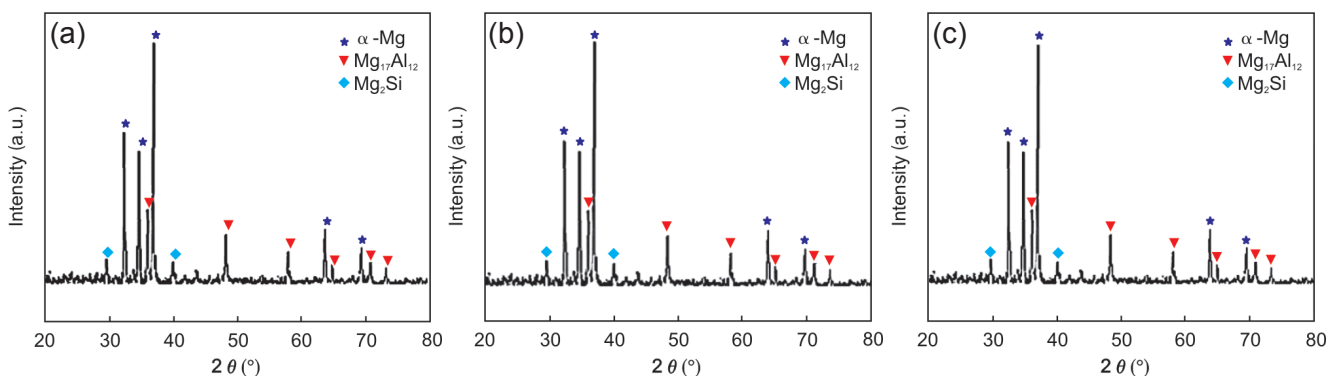 (a)
α -Mg
Mg₁₇Al₁₂
Mg₂Si
Intensity (a.u.)
20 30 40 50 60 70 80
2 θ (°)
(b)
α -Mg
Mg₁₇Al₁₂
Mg₂Si
Intensity (a.u.)
20 30 40 50 60 70 80
2 θ (°)
(c)
α -Mg
Mg₁₇Al₁₂
Mg₂Si
Intensity (a.u.)
20 30 40 50 60 70 80
2 θ (°)